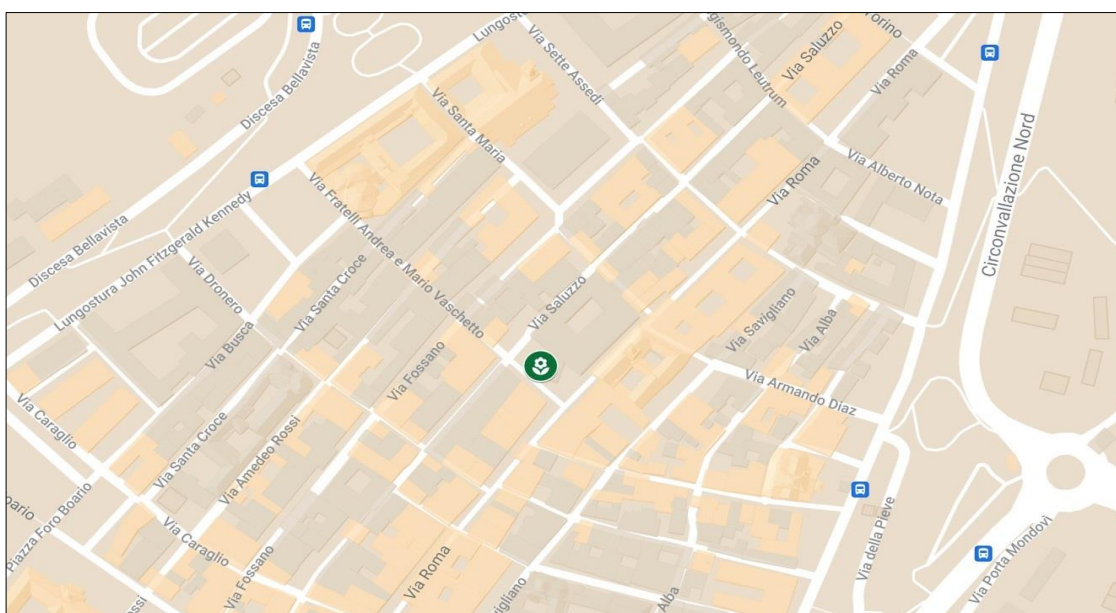 Lungostura
Via Sette Assedi
Sigismondo Leutrum
Via Saluzzo
Torino
Via Roma
Discesa Bellavista
Circonvallazione Nord
Via Santa Maria
Via Alberto Nota
Via Roma
Via Fratelli Andrea e Mario Vaschetto
Discesa Bellavista
Lungostura John Fitzgerald Kennedy
Via Dronero
Via Santa Croce
Via Saluzzo
Via Savigliano
Via Alba
Via Busca
Via Fossano
Via Armando Diaz
Via Caraglio
Via Santa Croce
Via Amedeo Rossi
Piazza Foro Boario
Via Caraglio
Via Roma
Via Fossano
Via della Pieve
Via Porta Mondovì
Alba